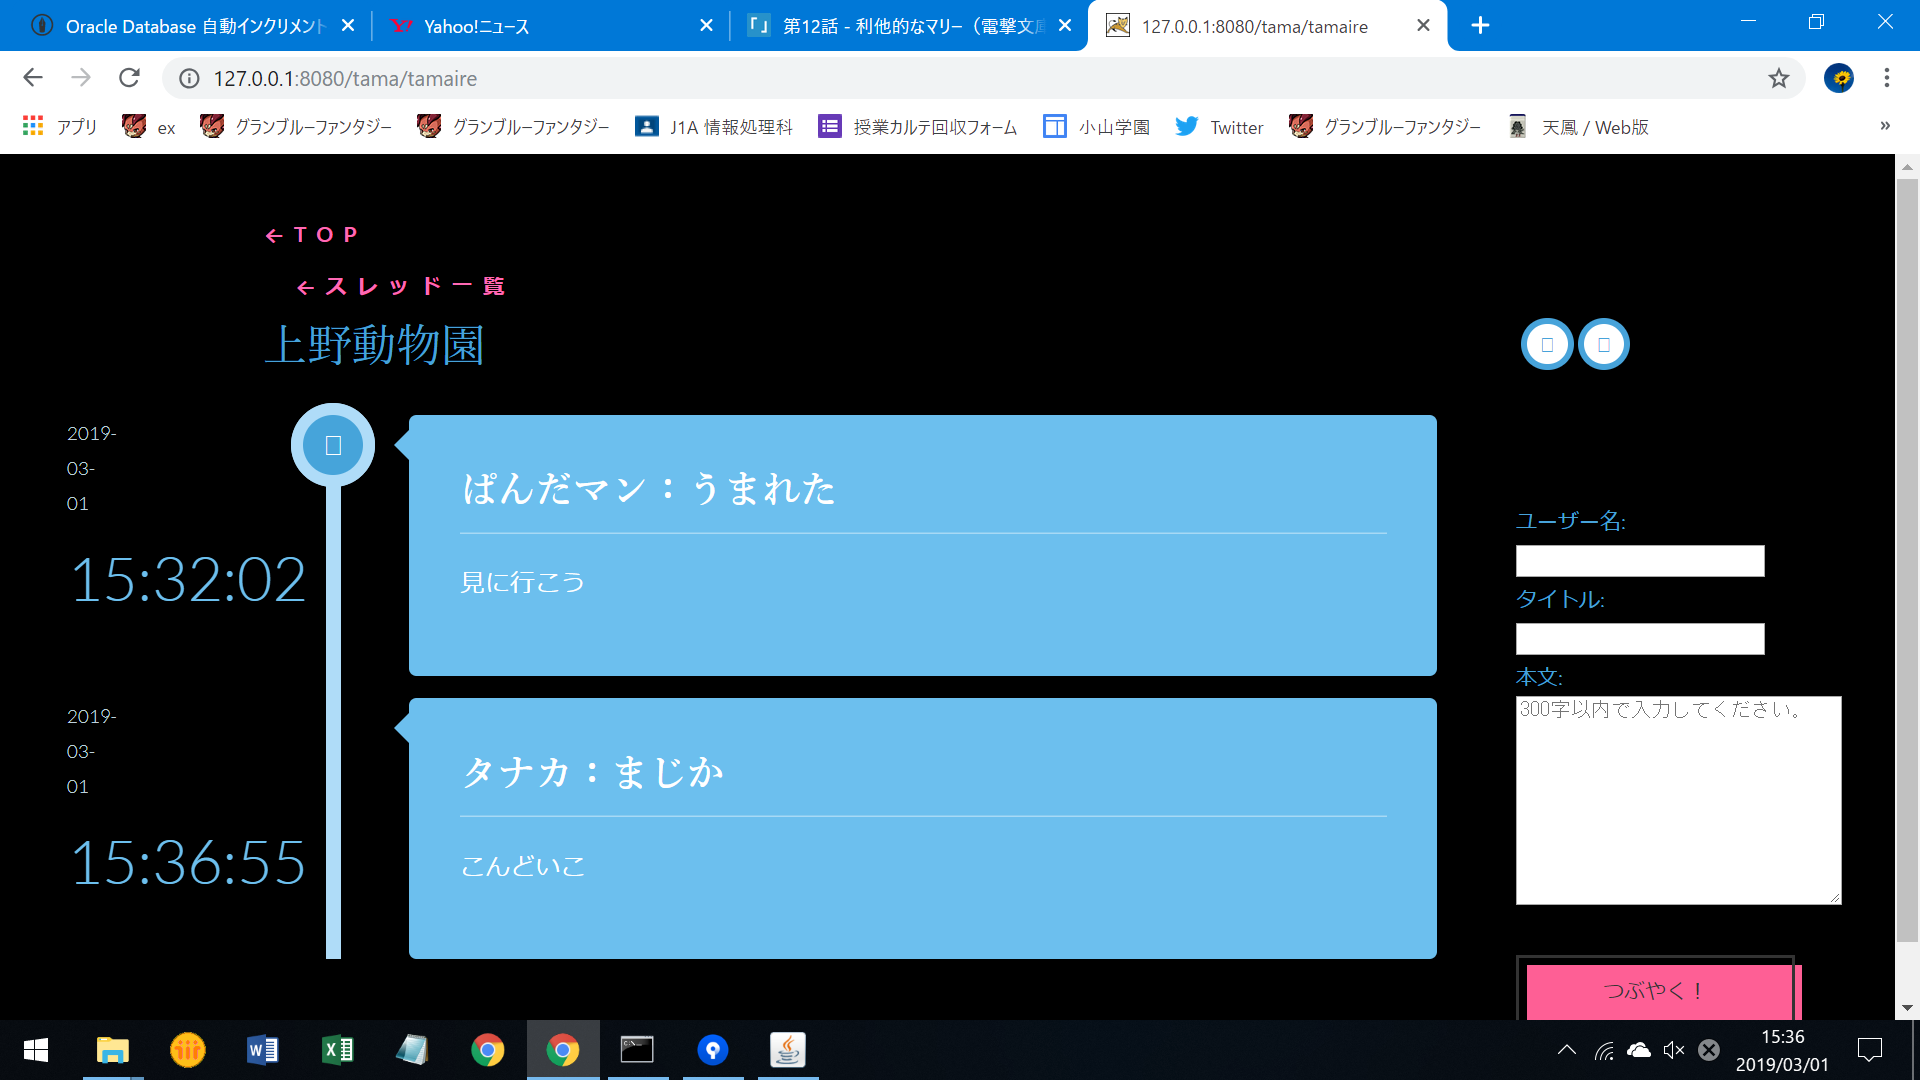 Oracle Database 自動インクリメント
Yahoo!ニュース
第12話 - 利他的なマリー（電撃文庫
127.0.0.1:8080/tama/tamaire
127.0.0.1:8080/tama/tamaire
アプリ
ex
グランブルーファンタジー
グランブルーファンタジー
J1A 情報処理科
授業カルテ回収フォーム
小山学園
Twitter
グランブルーファンタジー
天鳳 / Web版
»
← TOP
← スレッド一覧
上野動物園
2019-
03-
01
15:32:02
ぱんだマン：うまれた
見に行こう
2019-
03-
01
15:36:55
タナカ：まじか
こんどいこ
ユーザー名:
タイトル:
本文:
300字以内で入力してください。
つぶやく！
15:36
2019/03/01